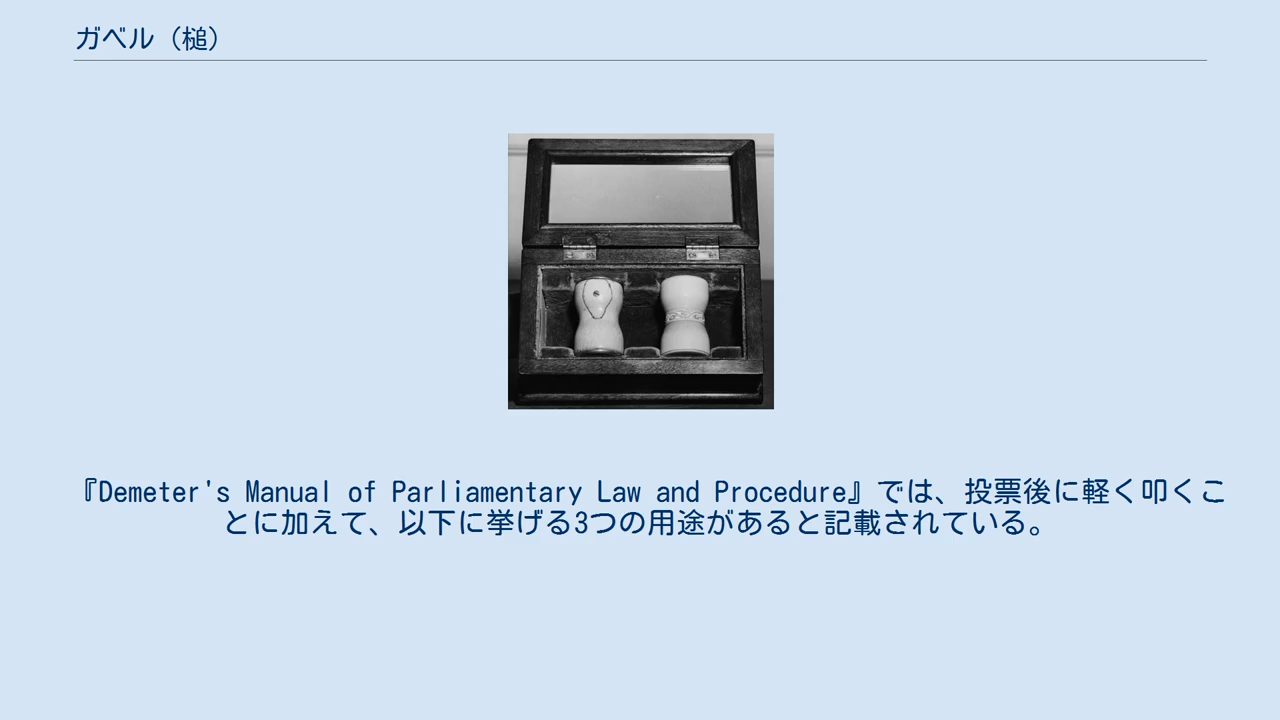 ガベル（槌）
『Demeter's Manual of Parliamentary Law and Procedure』では、投票後に軽く叩くこ
とに加えて、以下に挙げる3つの用途があると記載されている。